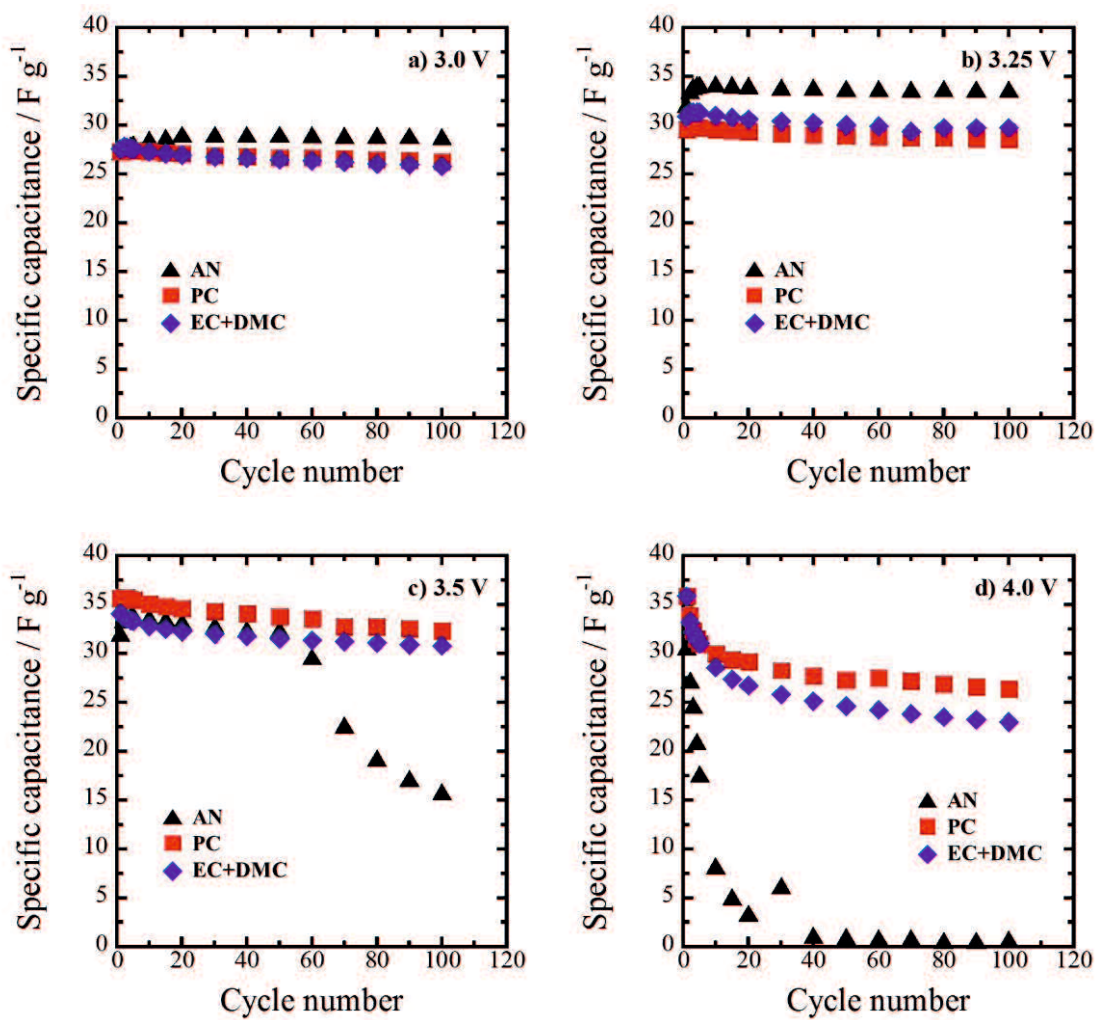 Specific capacitance / F g⁻¹
40
35
30
25
20
15
10
5
0
a) 3.0 V
AN
PC
EC+DMC
0 20 40 60 80 100 120
Cycle number
Specific capacitance / F g⁻¹
40
35
30
25
20
15
10
5
0
b) 3.25 V
AN
PC
EC+DMC
0 20 40 60 80 100 120
Cycle number
Specific capacitance / F g⁻¹
40
35
30
25
20
15
10
5
0
c) 3.5 V
AN
PC
EC+DMC
0 20 40 60 80 100 120
Cycle number
Specific capacitance / F g⁻¹
40
35
30
25
20
15
10
5
0
d) 4.0 V
AN
PC
EC+DMC
0 20 40 60 80 100 120
Cycle number